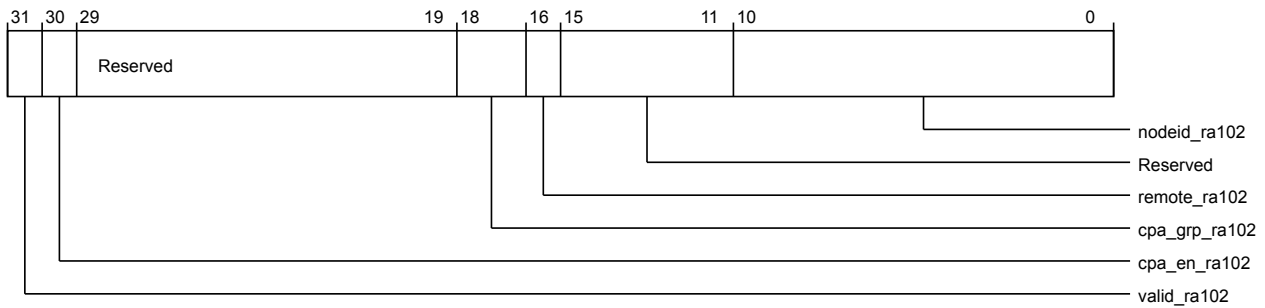 31 30 29 19 18 16 15 11 10 0
Reserved
nodeid_ra102
Reserved
remote_ra102
cpa_grp_ra102
cpa_en_ra102
valid_ra102